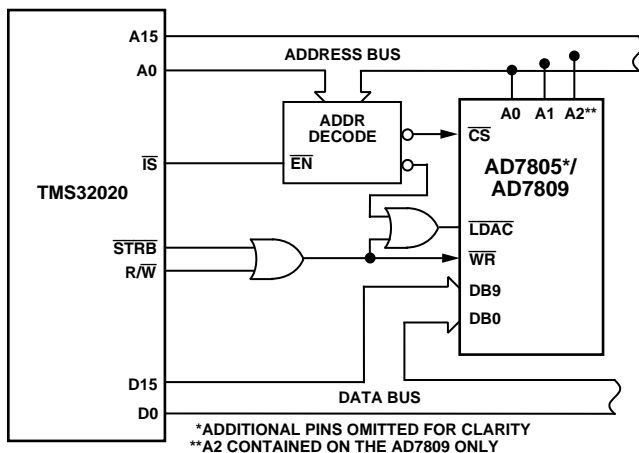 A15
ADDRESS BUS
A0
ADDR
DECODE
A0 A1 A2**
CS
IS
EN
AD7805*/
AD7809
TMS32020
LDAC
STRB
R/W
WR
DB9
DB0
D15
DATA BUS
D0
*ADDITIONAL PINS OMITTED FOR CLARITY
**A2 CONTAINED ON THE AD7809 ONLY